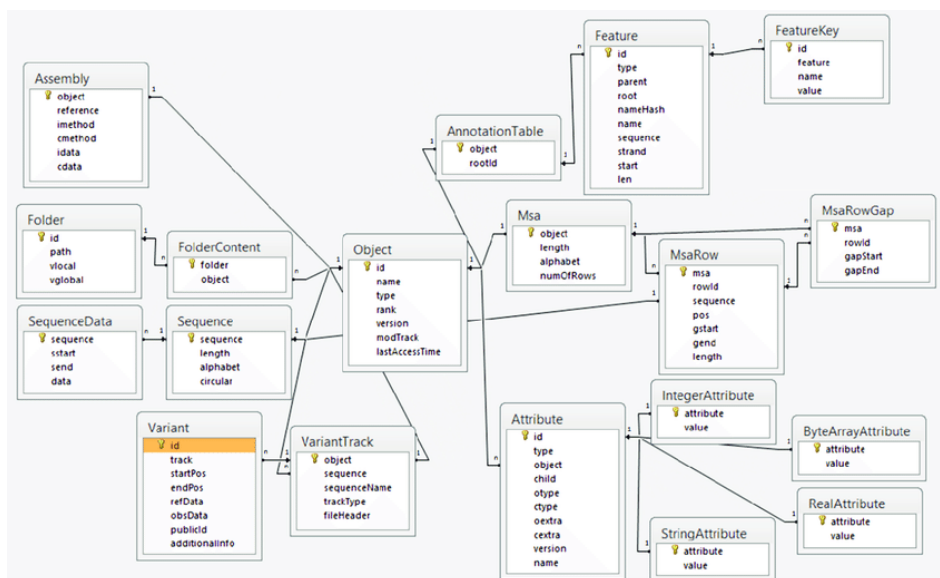 Assembly
object
reference
imethod
cmethod
idata
cdata
Folder
id
path
vlocal
vglobal
FolderContent
folder
object
SequenceData
sequence
sstart
send
data
Sequence
sequence
length
alphabet
circular
Variant
id
track
startPos
endPos
refData
obsData
publicId
additionalInfo
VariantTrack
object
sequence
sequenceName
trackType
fileHeader
Object
id
name
type
rank
version
modTrack
lastAccessTime
AnnotationTable
object
rootId
Feature
id
type
parent
root
nameHash
name
sequence
strand
start
len
FeatureKey
id
feature
name
value
Msa
object
length
alphabet
numOfRows
MsaRow
msa
rowId
sequence
pos
gstart
gend
length
MsaRowGap
msa
rowId
gapStart
gapEnd
Attribute
id
type
object
child
otype
ctype
oextra
cextra
version
name
IntegerAttribute
attribute
value
ByteArrayAttribute
attribute
value
RealAttribute
attribute
value
StringAttribute
attribute
value